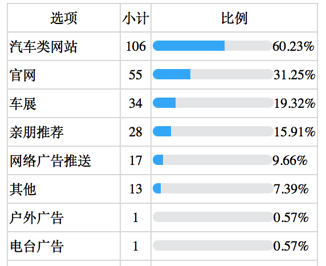 选项 小计 比例
汽车类网站 106 60.23%
官网 55 31.25%
车展 34 19.32%
亲朋推荐 28 15.91%
网络广告推送 17 9.66%
其他 13 7.39%
户外广告 1 0.57%
电台广告 1 0.57%